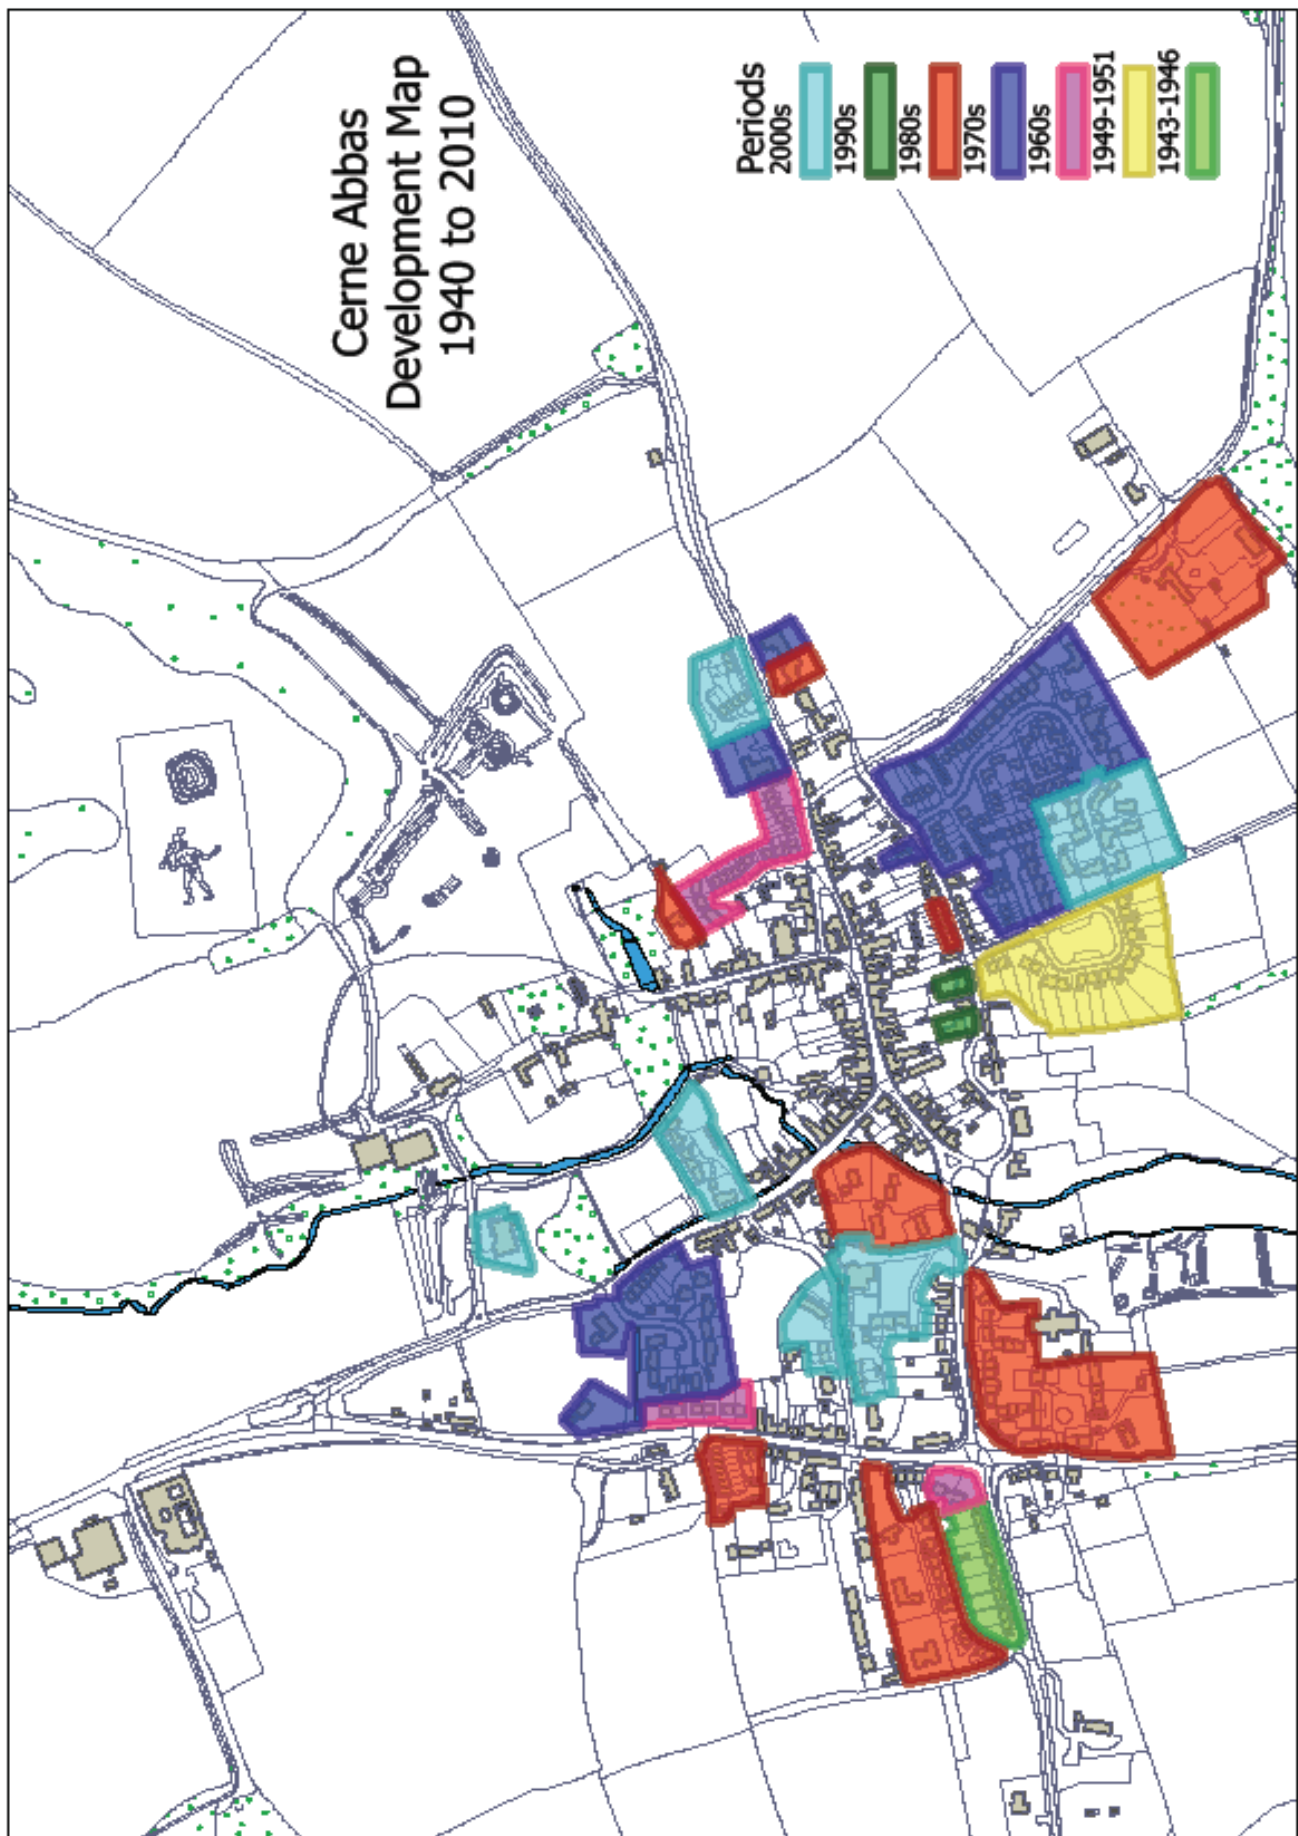 Cerne Abbas
Development Map
1940 to 2010
Periods
2000s
1990s
1980s
1970s
1960s
1949-1951
1943-1946